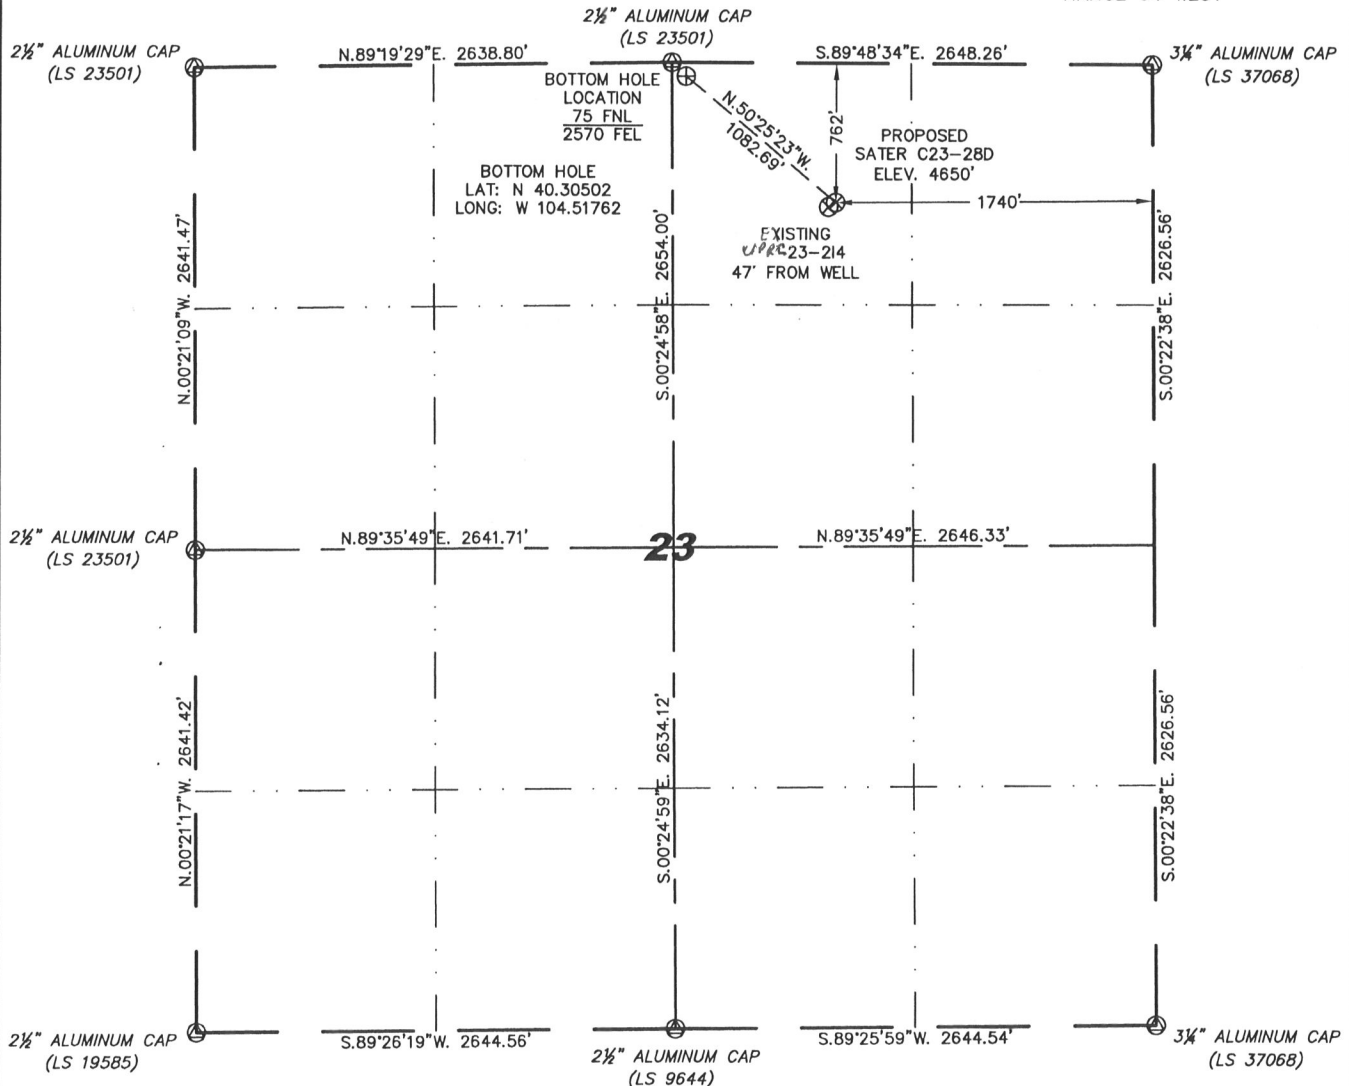 2½" ALUMINUM CAP
(LS 23501)
2½" ALUMINUM CAP
(LS 23501)
N.89°19'29"E. 2638.80'
S.89°48'34"E. 2648.26'
3¼" ALUMINUM CAP
(LS 37068)
BOTTOM HOLE
LOCATION
75 FNL
2570 FEL
N.50°25'23"W.
1082.69'
762'
PROPOSED
SATER C23-28D
ELEV. 4650'
BOTTOM HOLE
LAT: N 40.30502
LONG: W 104.51762
1740'
EXISTING
UPRC 23-214
47' FROM WELL
N.00°21'09"W. 2641.47'
S.00°24'58"E. 2654.00'
S.00°22'38"E. 2626.56'
2½" ALUMINUM CAP
(LS 23501)
N.89°35'49"E. 2641.71'
23
N.89°35'49"E. 2646.33'
N.00°21'17"W. 2641.42'
S.00°24'59"E. 2634.12'
S.00°22'38"E. 2626.56'
2½" ALUMINUM CAP
(LS 19585)
S.89°26'19"W. 2644.56'
2½" ALUMINUM CAP
(LS 9644)
S.89°25'59"W. 2644.54'
3¼" ALUMINUM CAP
(LS 37068)